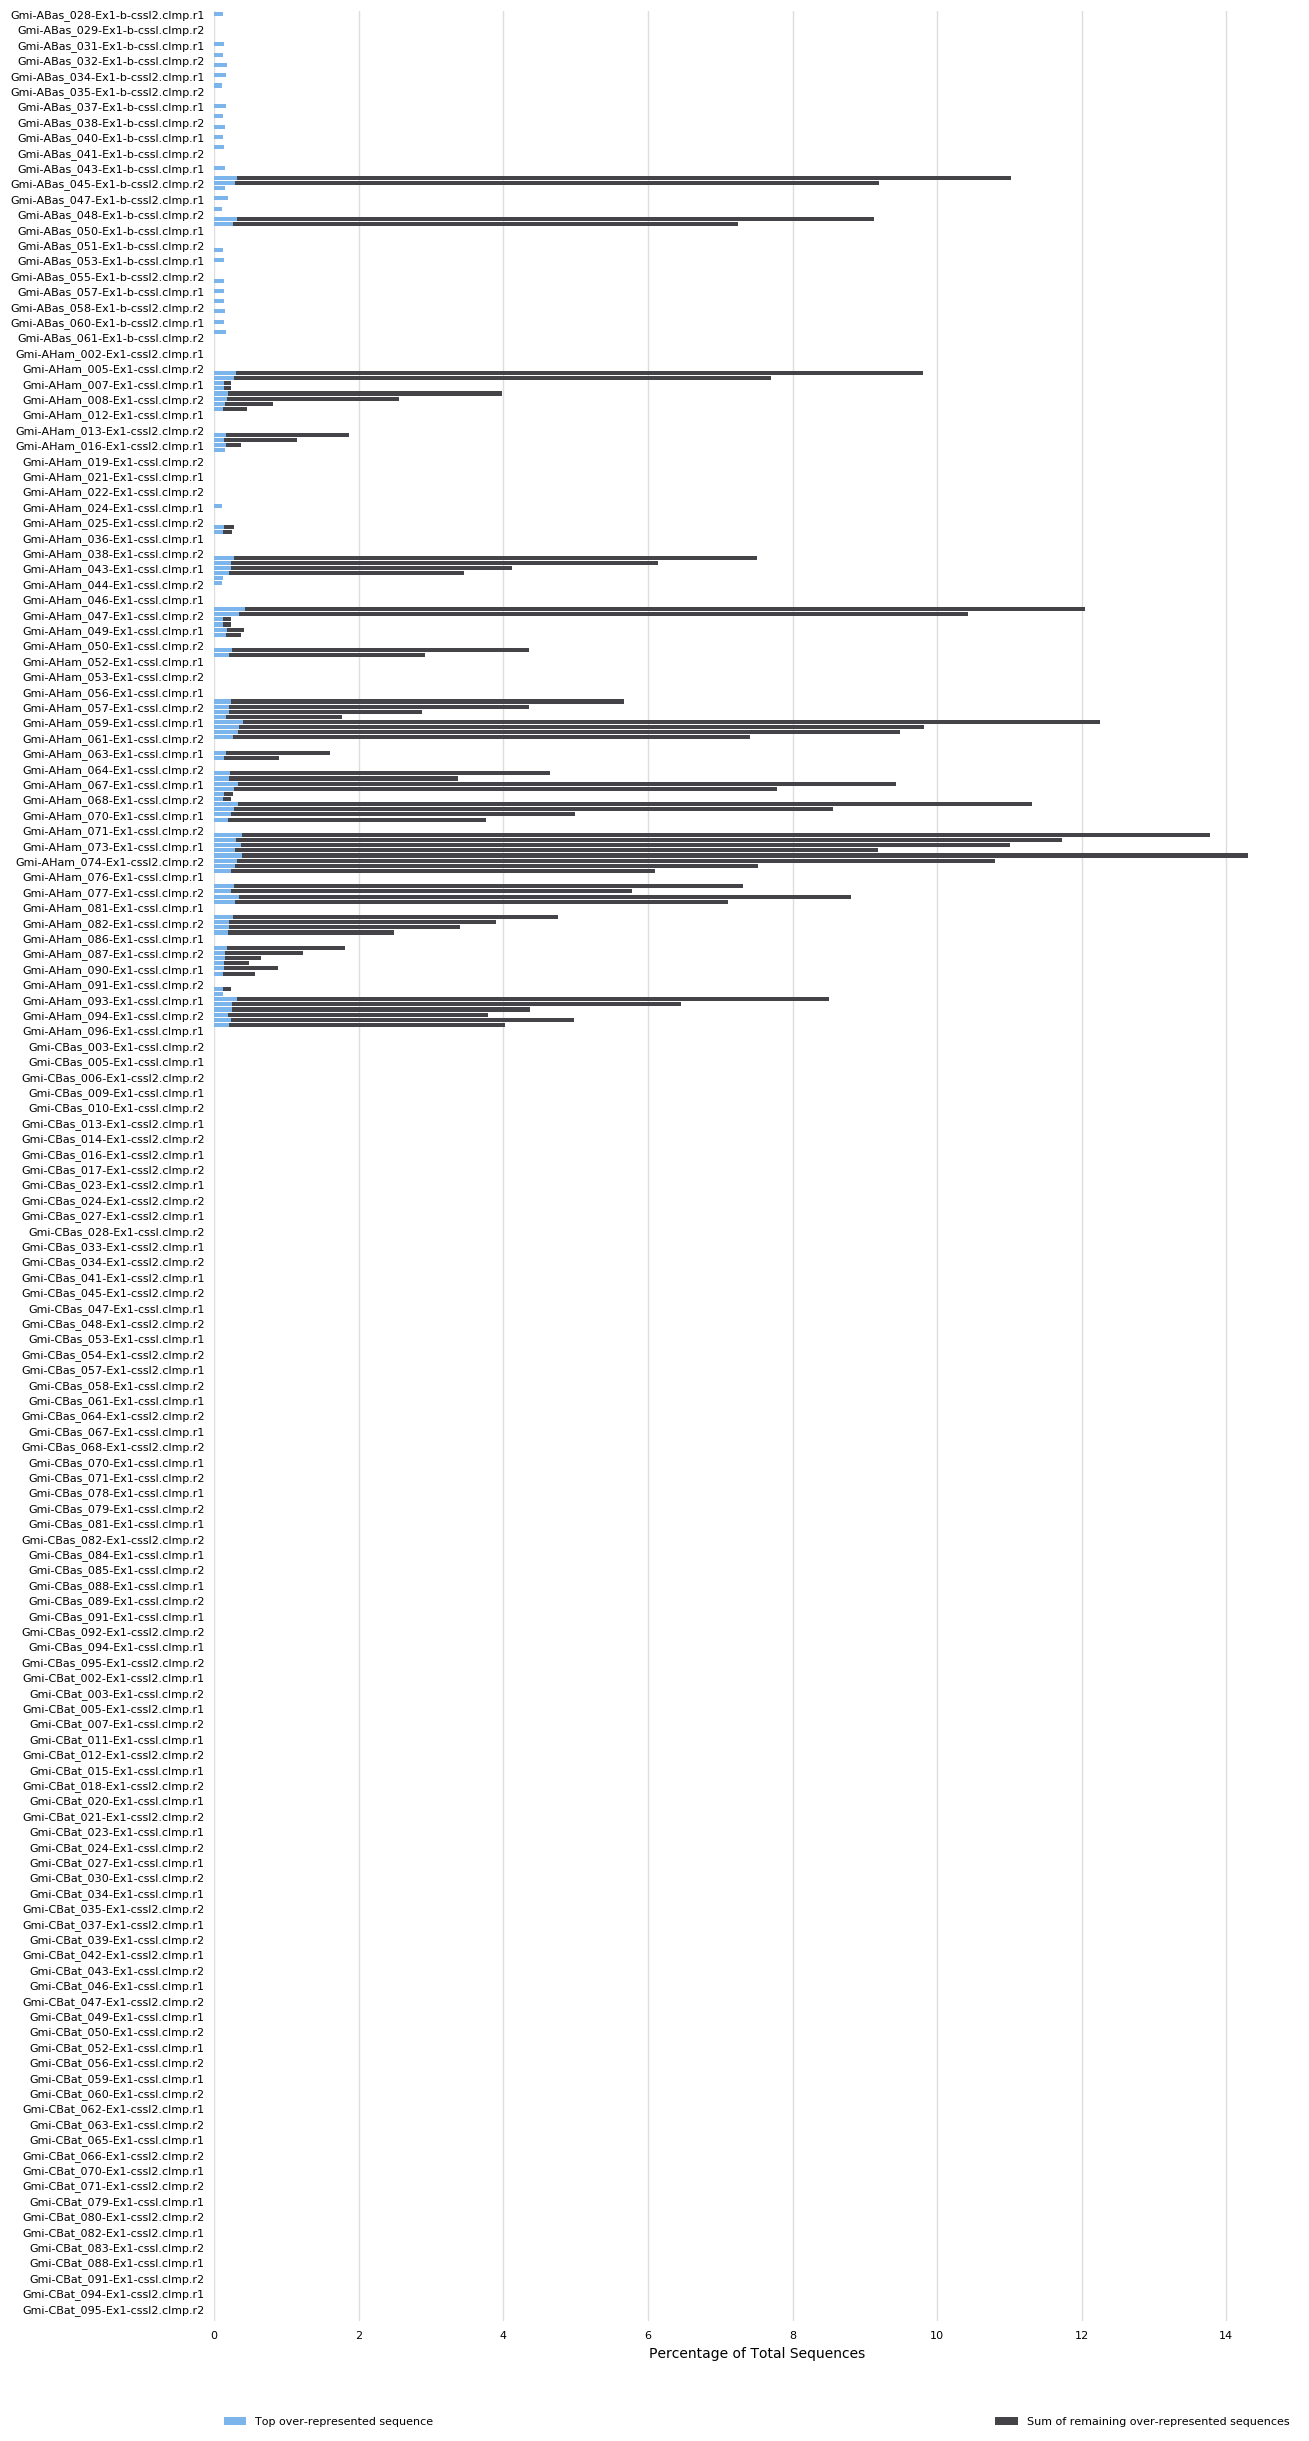 Gmi-ABas_028-Ex1-b-cssl2.clmp.r1
Gmi-ABas_029-Ex1-b-cssl.clmp.r2
Gmi-ABas_031-Ex1-b-cssl.clmp.r1
Gmi-ABas_032-Ex1-b-cssl.clmp.r2
Gmi-ABas_034-Ex1-b-cssl2.clmp.r1
Gmi-ABas_035-Ex1-b-cssl2.clmp.r2
Gmi-ABas_037-Ex1-b-cssl.clmp.r1
Gmi-ABas_038-Ex1-b-cssl.clmp.r2
Gmi-ABas_040-Ex1-b-cssl.clmp.r1
Gmi-ABas_041-Ex1-b-cssl.clmp.r2
Gmi-ABas_043-Ex1-b-cssl.clmp.r1
Gmi-ABas_045-Ex1-b-cssl2.clmp.r2
Gmi-ABas_047-Ex1-b-cssl2.clmp.r1
Gmi-ABas_048-Ex1-b-cssl.clmp.r2
Gmi-ABas_050-Ex1-b-cssl.clmp.r1
Gmi-ABas_051-Ex1-b-cssl.clmp.r2
Gmi-ABas_053-Ex1-b-cssl.clmp.r1
Gmi-ABas_055-Ex1-b-cssl2.clmp.r2
Gmi-ABas_057-Ex1-b-cssl.clmp.r1
Gmi-ABas_058-Ex1-b-cssl2.clmp.r2
Gmi-ABas_060-Ex1-b-cssl2.clmp.r1
Gmi-ABas_061-Ex1-b-cssl.clmp.r2
Gmi-AHam_002-Ex1-cssl2.clmp.r1
Gmi-AHam_005-Ex1-cssl.clmp.r2
Gmi-AHam_007-Ex1-cssl.clmp.r1
Gmi-AHam_008-Ex1-cssl.clmp.r2
Gmi-AHam_012-Ex1-cssl.clmp.r1
Gmi-AHam_013-Ex1-cssl2.clmp.r2
Gmi-AHam_016-Ex1-cssl2.clmp.r1
Gmi-AHam_019-Ex1-cssl.clmp.r2
Gmi-AHam_021-Ex1-cssl.clmp.r1
Gmi-AHam_022-Ex1-cssl.clmp.r2
Gmi-AHam_024-Ex1-cssl.clmp.r1
Gmi-AHam_025-Ex1-cssl.clmp.r2
Gmi-AHam_036-Ex1-cssl.clmp.r1
Gmi-AHam_038-Ex1-cssl.clmp.r2
Gmi-AHam_043-Ex1-cssl.clmp.r1
Gmi-AHam_044-Ex1-cssl2.clmp.r2
Gmi-AHam_046-Ex1-cssl.clmp.r1
Gmi-AHam_047-Ex1-cssl.clmp.r2
Gmi-AHam_049-Ex1-cssl.clmp.r1
Gmi-AHam_050-Ex1-cssl.clmp.r2
Gmi-AHam_052-Ex1-cssl.clmp.r1
Gmi-AHam_053-Ex1-cssl.clmp.r2
Gmi-AHam_056-Ex1-cssl.clmp.r1
Gmi-AHam_057-Ex1-cssl.clmp.r2
Gmi-AHam_059-Ex1-cssl.clmp.r1
Gmi-AHam_061-Ex1-cssl.clmp.r2
Gmi-AHam_063-Ex1-cssl.clmp.r1
Gmi-AHam_064-Ex1-cssl.clmp.r2
Gmi-AHam_067-Ex1-cssl.clmp.r1
Gmi-AHam_068-Ex1-cssl.clmp.r2
Gmi-AHam_070-Ex1-cssl.clmp.r1
Gmi-AHam_071-Ex1-cssl.clmp.r2
Gmi-AHam_073-Ex1-cssl.clmp.r1
Gmi-AHam_074-Ex1-cssl2.clmp.r2
Gmi-AHam_076-Ex1-cssl.clmp.r1
Gmi-AHam_077-Ex1-cssl.clmp.r2
Gmi-AHam_081-Ex1-cssl.clmp.r1
Gmi-AHam_082-Ex1-cssl.clmp.r2
Gmi-AHam_086-Ex1-cssl.clmp.r1
Gmi-AHam_087-Ex1-cssl.clmp.r2
Gmi-AHam_090-Ex1-cssl.clmp.r1
Gmi-AHam_091-Ex1-cssl.clmp.r2
Gmi-AHam_093-Ex1-cssl.clmp.r1
Gmi-AHam_094-Ex1-cssl.clmp.r2
Gmi-AHam_096-Ex1-cssl.clmp.r1
Gmi-CBas_003-Ex1-cssl.clmp.r2
Gmi-CBas_005-Ex1-cssl.clmp.r1
Gmi-CBas_006-Ex1-cssl2.clmp.r2
Gmi-CBas_009-Ex1-cssl.clmp.r1
Gmi-CBas_010-Ex1-cssl.clmp.r2
Gmi-CBas_013-Ex1-cssl2.clmp.r1
Gmi-CBas_014-Ex1-cssl2.clmp.r2
Gmi-CBas_016-Ex1-cssl2.clmp.r1
Gmi-CBas_017-Ex1-cssl2.clmp.r2
Gmi-CBas_023-Ex1-cssl2.clmp.r1
Gmi-CBas_024-Ex1-cssl2.clmp.r2
Gmi-CBas_027-Ex1-cssl2.clmp.r1
Gmi-CBas_028-Ex1-cssl.clmp.r2
Gmi-CBas_033-Ex1-cssl2.clmp.r1
Gmi-CBas_034-Ex1-cssl2.clmp.r2
Gmi-CBas_041-Ex1-cssl2.clmp.r1
Gmi-CBas_045-Ex1-cssl2.clmp.r2
Gmi-CBas_047-Ex1-cssl.clmp.r1
Gmi-CBas_048-Ex1-cssl2.clmp.r2
Gmi-CBas_053-Ex1-cssl.clmp.r1
Gmi-CBas_054-Ex1-cssl2.clmp.r2
Gmi-CBas_057-Ex1-cssl2.clmp.r1
Gmi-CBas_058-Ex1-cssl.clmp.r2
Gmi-CBas_061-Ex1-cssl.clmp.r1
Gmi-CBas_064-Ex1-cssl2.clmp.r2
Gmi-CBas_067-Ex1-cssl.clmp.r1
Gmi-CBas_068-Ex1-cssl2.clmp.r2
Gmi-CBas_070-Ex1-cssl.clmp.r1
Gmi-CBas_071-Ex1-cssl.clmp.r2
Gmi-CBas_078-Ex1-cssl.clmp.r1
Gmi-CBas_079-Ex1-cssl.clmp.r2
Gmi-CBas_081-Ex1-cssl.clmp.r1
Gmi-CBas_082-Ex1-cssl2.clmp.r2
Gmi-CBas_084-Ex1-cssl.clmp.r1
Gmi-CBas_085-Ex1-cssl.clmp.r2
Gmi-CBas_088-Ex1-cssl.clmp.r1
Gmi-CBas_089-Ex1-cssl.clmp.r2
Gmi-CBas_091-Ex1-cssl.clmp.r1
Gmi-CBas_092-Ex1-cssl2.clmp.r2
Gmi-CBas_094-Ex1-cssl.clmp.r1
Gmi-CBas_095-Ex1-cssl2.clmp.r2
Gmi-CBat_002-Ex1-cssl2.clmp.r1
Gmi-CBat_003-Ex1-cssl.clmp.r2
Gmi-CBat_005-Ex1-cssl2.clmp.r1
Gmi-CBat_007-Ex1-cssl.clmp.r2
Gmi-CBat_011-Ex1-cssl.clmp.r1
Gmi-CBat_012-Ex1-cssl2.clmp.r2
Gmi-CBat_015-Ex1-cssl.clmp.r1
Gmi-CBat_018-Ex1-cssl2.clmp.r2
Gmi-CBat_020-Ex1-cssl.clmp.r1
Gmi-CBat_021-Ex1-cssl2.clmp.r2
Gmi-CBat_023-Ex1-cssl.clmp.r1
Gmi-CBat_024-Ex1-cssl.clmp.r2
Gmi-CBat_027-Ex1-cssl.clmp.r1
Gmi-CBat_030-Ex1-cssl.clmp.r2
Gmi-CBat_034-Ex1-cssl.clmp.r1
Gmi-CBat_035-Ex1-cssl2.clmp.r2
Gmi-CBat_037-Ex1-cssl2.clmp.r1
Gmi-CBat_039-Ex1-cssl2.clmp.r2
Gmi-CBat_042-Ex1-cssl2.clmp.r1
Gmi-CBat_043-Ex1-cssl.clmp.r2
Gmi-CBat_046-Ex1-cssl.clmp.r1
Gmi-CBat_047-Ex1-cssl2.clmp.r2
Gmi-CBat_049-Ex1-cssl.clmp.r1
Gmi-CBat_050-Ex1-cssl.clmp.r2
Gmi-CBat_052-Ex1-cssl.clmp.r1
Gmi-CBat_056-Ex1-cssl.clmp.r2
Gmi-CBat_059-Ex1-cssl.clmp.r1
Gmi-CBat_060-Ex1-cssl.clmp.r2
Gmi-CBat_062-Ex1-cssl2.clmp.r1
Gmi-CBat_063-Ex1-cssl.clmp.r2
Gmi-CBat_065-Ex1-cssl.clmp.r1
Gmi-CBat_066-Ex1-cssl2.clmp.r2
Gmi-CBat_070-Ex1-cssl2.clmp.r1
Gmi-CBat_071-Ex1-cssl2.clmp.r2
Gmi-CBat_079-Ex1-cssl.clmp.r1
Gmi-CBat_080-Ex1-cssl2.clmp.r2
Gmi-CBat_082-Ex1-cssl2.clmp.r1
Gmi-CBat_083-Ex1-cssl.clmp.r2
Gmi-CBat_088-Ex1-cssl.clmp.r1
Gmi-CBat_091-Ex1-cssl.clmp.r2
Gmi-CBat_094-Ex1-cssl2.clmp.r1
Gmi-CBat_095-Ex1-cssl2.clmp.r2
0 2 4 6 8 10 12 14
Percentage of Total Sequences
Top over-represented sequence Sum of remaining over-represented sequences